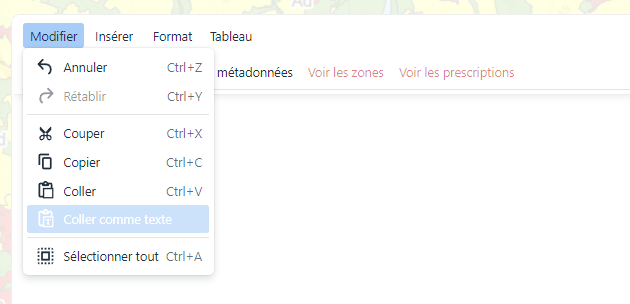 Ad
Modifier Insérer Format Tableau
Annuler Ctrl+Z
métadonnées Voir les zones Voir les prescriptions
Rétablir Ctrl+Y
Couper Ctrl+X
Copier Ctrl+C
Coller Ctrl+V
Coller comme texte
Sélectionner tout Ctrl+A